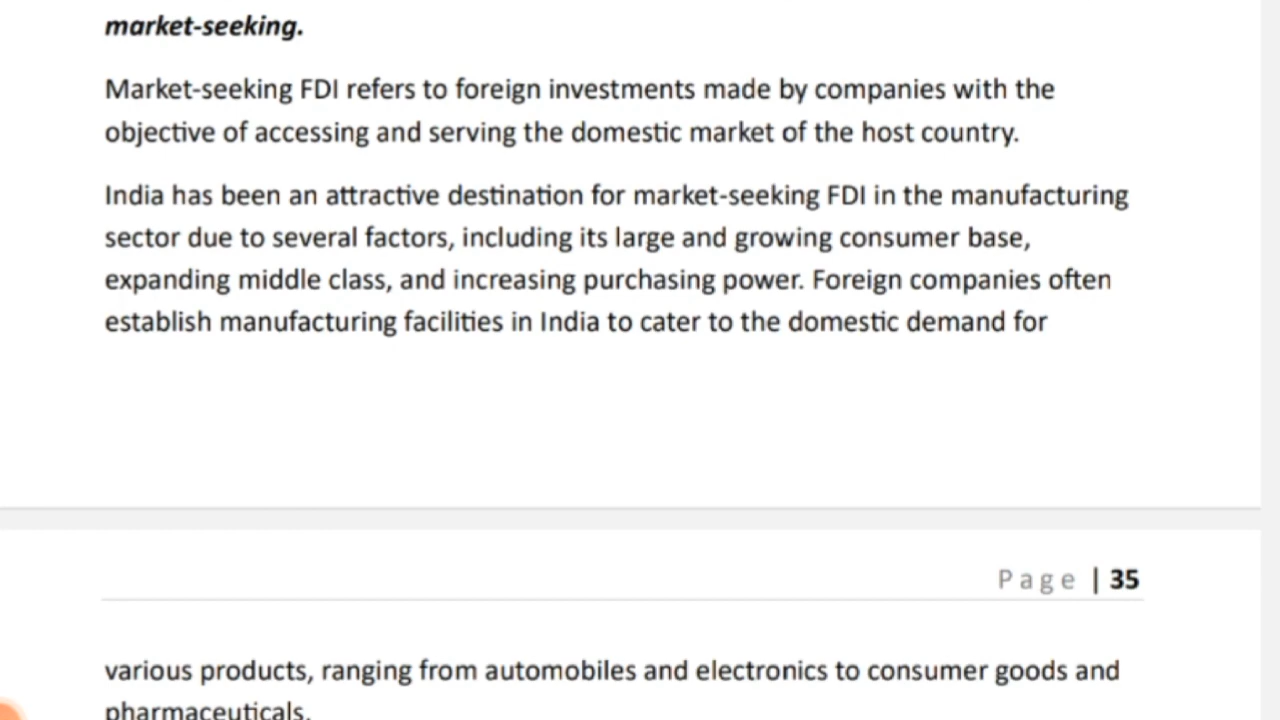 market-seeking.
Market-seeking FDI refers to foreign investments made by companies with the
objective of accessing and serving the domestic market of the host country.
India has been an attractive destination for market-seeking FDI in the manufacturing
sector due to several factors, including its large and growing consumer base,
expanding middle class, and increasing purchasing power. Foreign companies often
establish manufacturing facilities in India to cater to the domestic demand for
Page | 35
various products, ranging from automobiles and electronics to consumer goods and
pharmaceuticals.